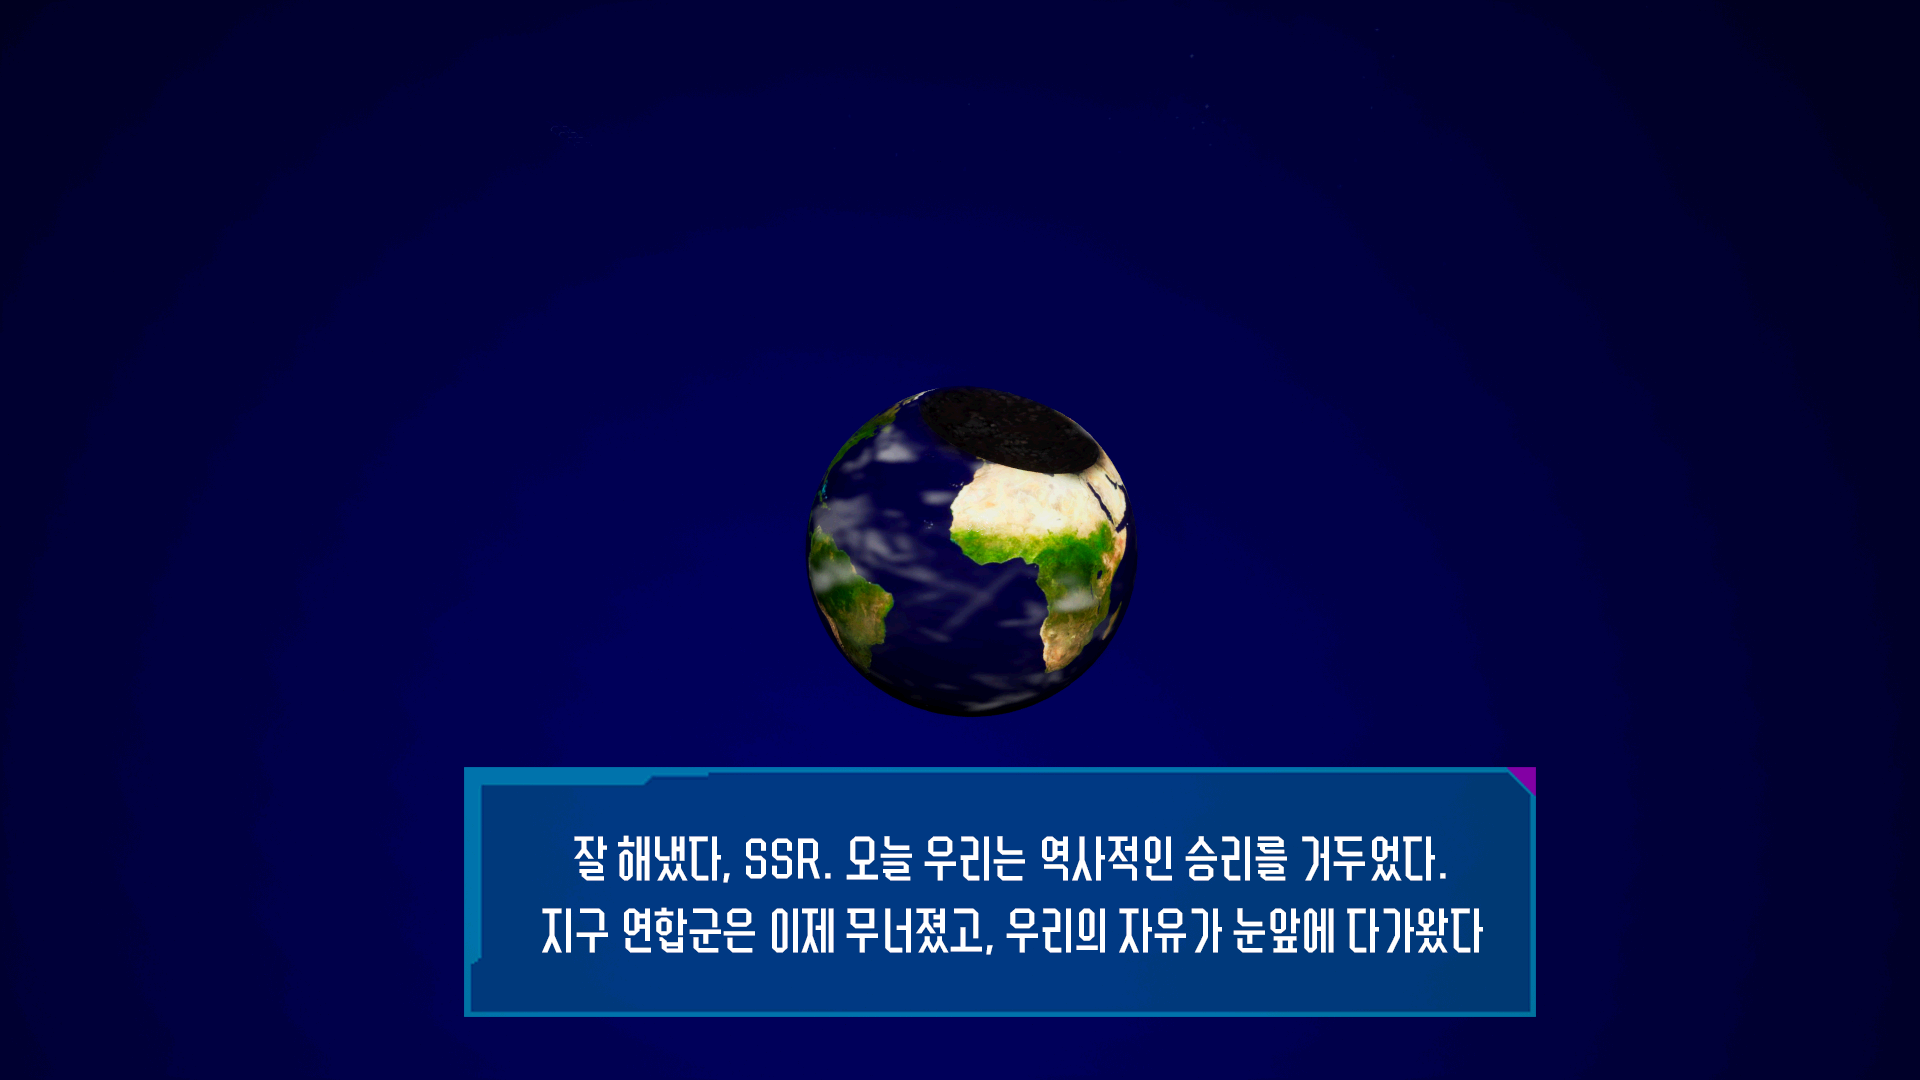 잘 해냈다, SSR. 오늘 우리는 역사적인 승리를 거두었다.
지구 연합군은 이제 무너졌고, 우리의 자유가 눈앞에 다가왔다